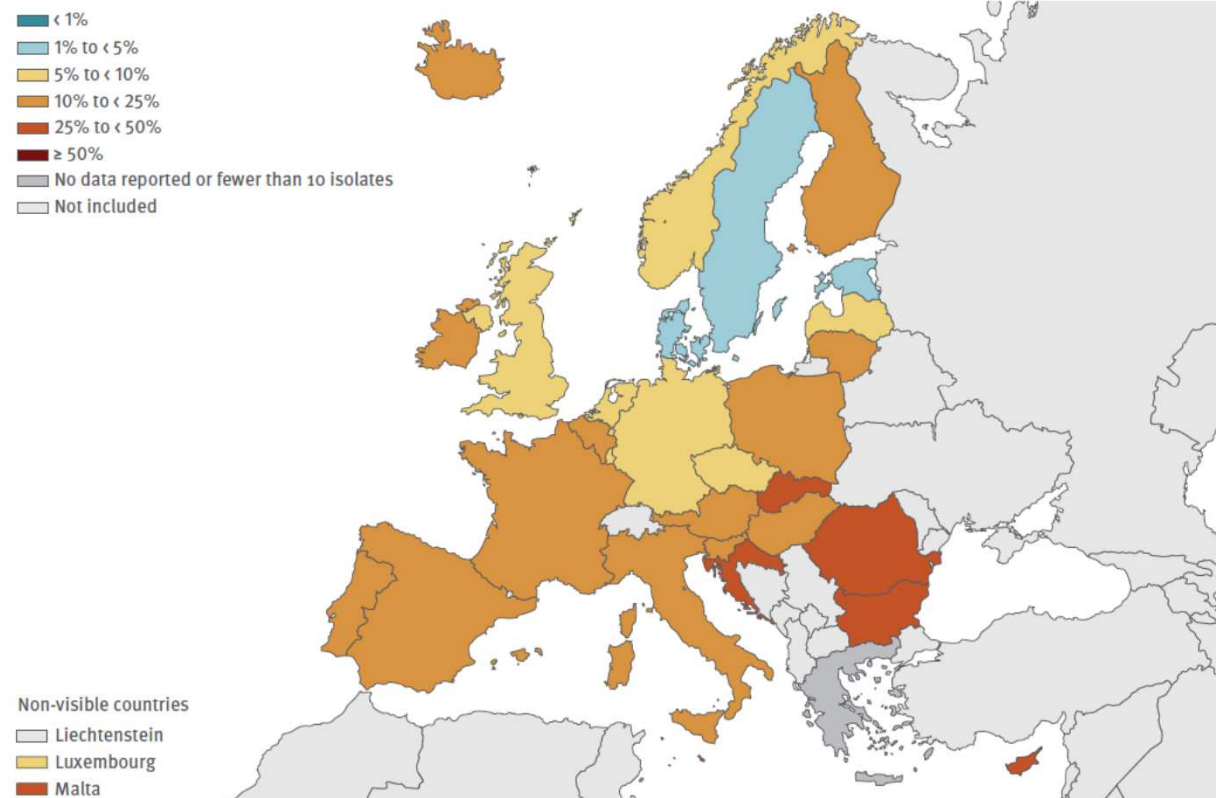 < 1%
1% to < 5%
5% to < 10%
10% to < 25%
25% to < 50%
≥ 50%
No data reported or fewer than 10 isolates
Not included
Non-visible countries
Liechtenstein
Luxembourg
Malta